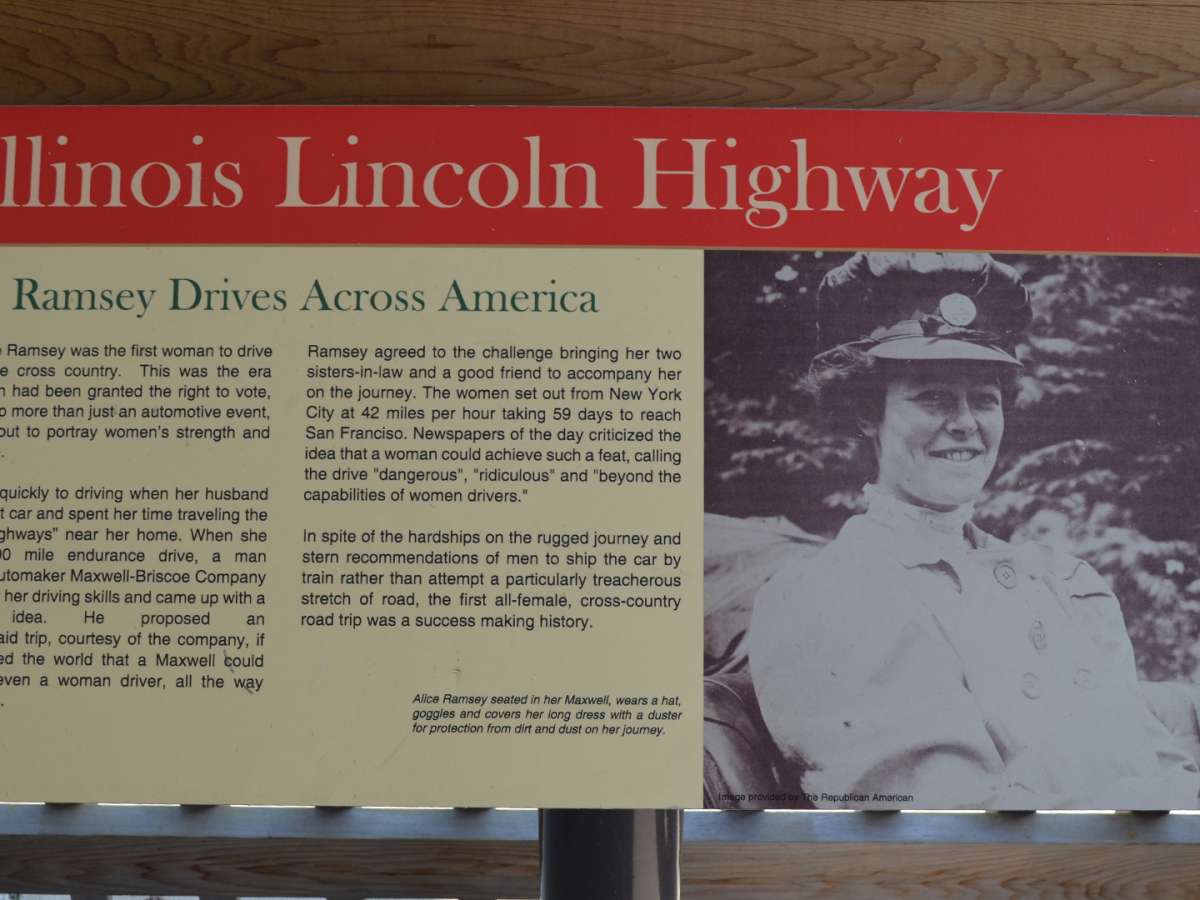 llinois Lincoln Highway
Ramsey Drives Across America
e Ramsey was the first woman to drive
e cross country. This was the era
n had been granted the right to vote,
o more than just an automotive event,
out to portray women's strength and
.
quickly to driving when her husband
t car and spent her time traveling the
ghways" near her home. When she
00 mile endurance drive, a man
utomaker Maxwell-Briscoe Company
her driving skills and came up with a
idea. He proposed an
aid trip, courtesy of the company, if
ed the world that a Maxwell could
even a woman driver, all the way
.
Ramsey agreed to the challenge bringing her two
sisters-in-law and a good friend to accompany her
on the journey. The women set out from New York
City at 42 miles per hour taking 59 days to reach
San Franciso. Newspapers of the day criticized the
idea that a woman could achieve such a feat, calling
the drive "dangerous", "ridiculous" and "beyond the
capabilities of women drivers."
In spite of the hardships on the rugged journey and
stern recommendations of men to ship the car by
train rather than attempt a particularly treacherous
stretch of road, the first all-female, cross-country
road trip was a success making history.
Alice Ramsey seated in her Maxwell, wears a hat,
goggles and covers her long dress with a duster
for protection from dirt and dust on her journey.
Image provided by The Republican American